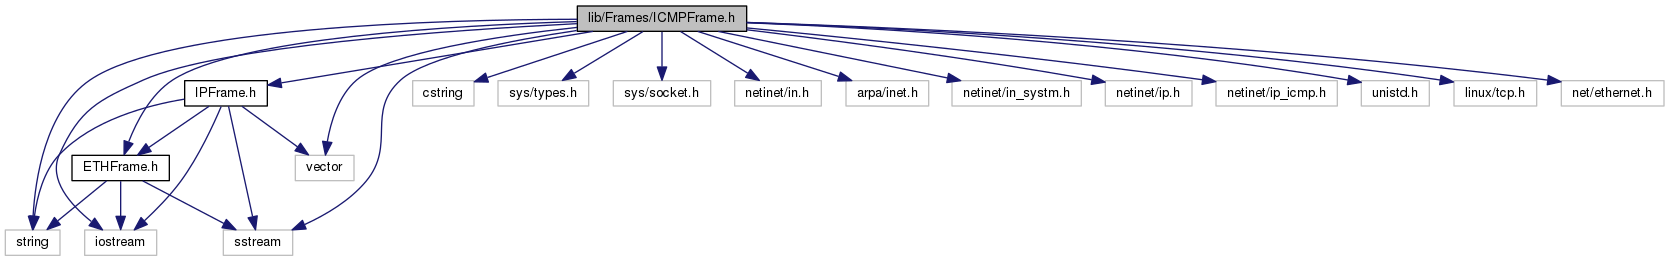 lib/Frames/ICMPFrame.h
IPFrame.h
cstring
sys/types.h
sys/socket.h
netinet/in.h
arpa/inet.h
netinet/in_systm.h
netinet/ip.h
netinet/ip_icmp.h
unistd.h
linux/tcp.h
net/ethernet.h
ETHFrame.h
vector
string
iostream
sstream